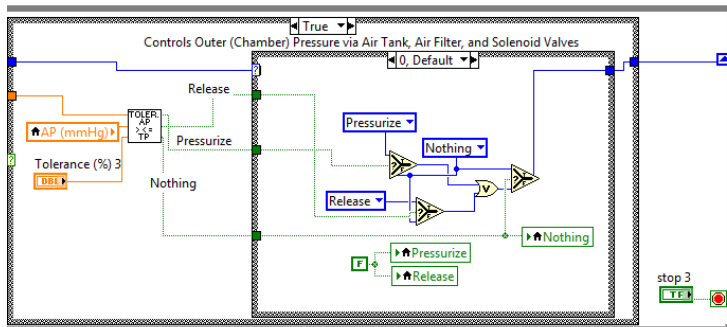 True
Controls Outer (Chamber) Pressure via Air Tank, Air Filter, and Solenoid Valves
0, Default
Release
TOLER.
AP
><=
TP
AP (mmHg)
Pressurize
Tolerance (%) 3
DBL
Nothing
?
?
Pressurize
Nothing
?
T
F
?
T
F
V
Release
?
T
F
Nothing
Pressurize
F
Release
stop 3
TF